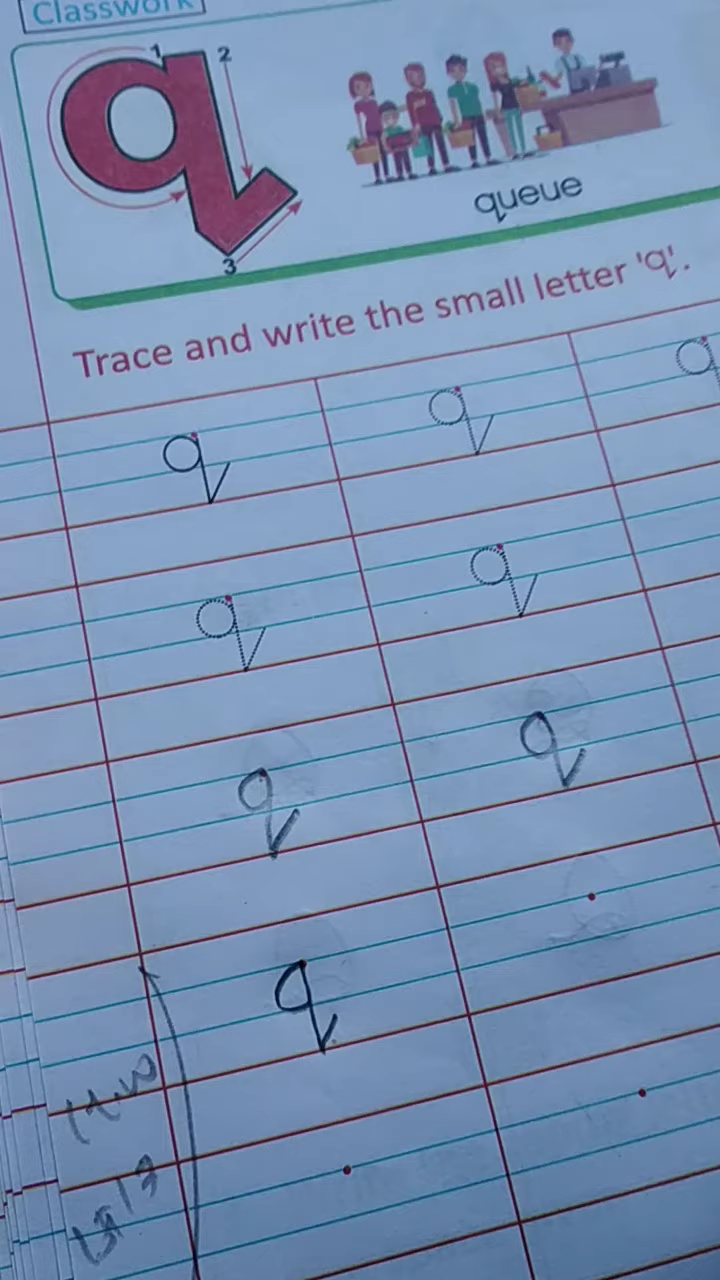 Classwork
1 2
q
3
queue
Trace and write the small letter 'q'.
q q q
q q
q q
q